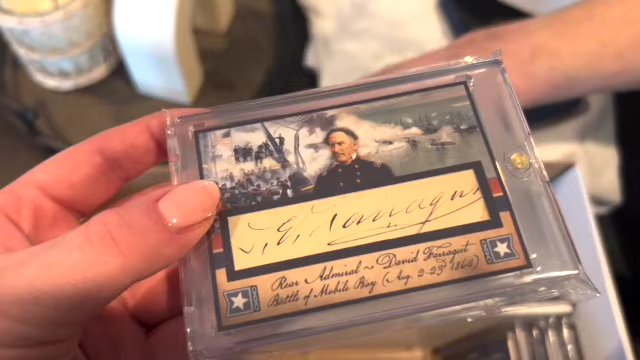 D. G. Farragut
Rear Admiral ~ David Farragut
Battle of Mobile Bay (Aug. 2-23rd 1864)